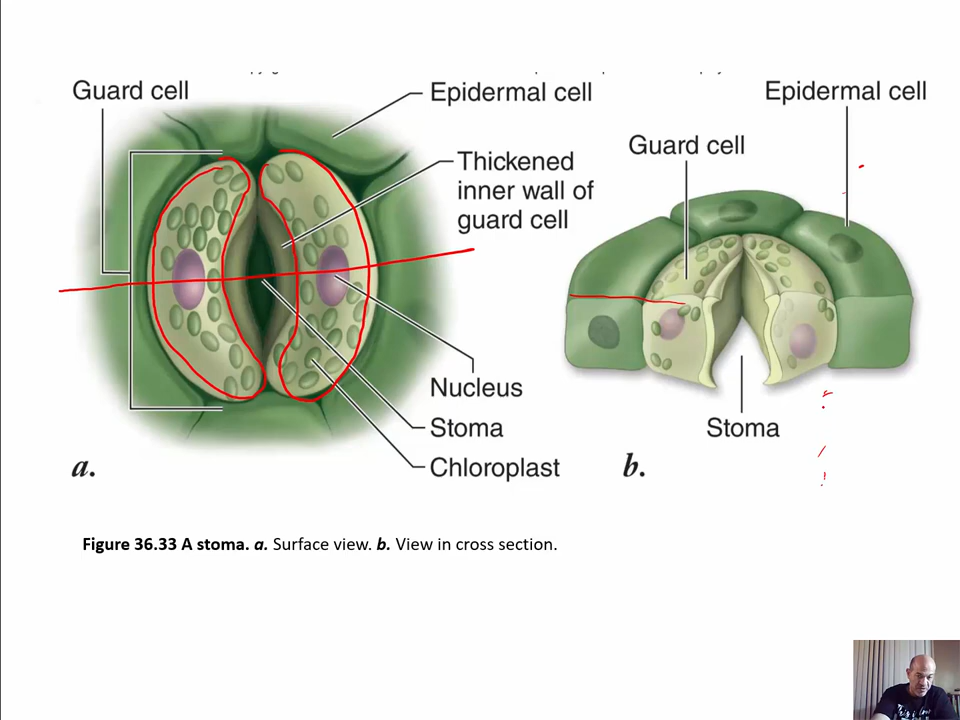 Guard cell
Epidermal cell
Thickened
inner wall of
guard cell
Nucleus
Stoma
Chloroplast
a.
Epidermal cell
Guard cell
Stoma
b.
Figure 36.33 A stoma. a. Surface view. b. View in cross section.